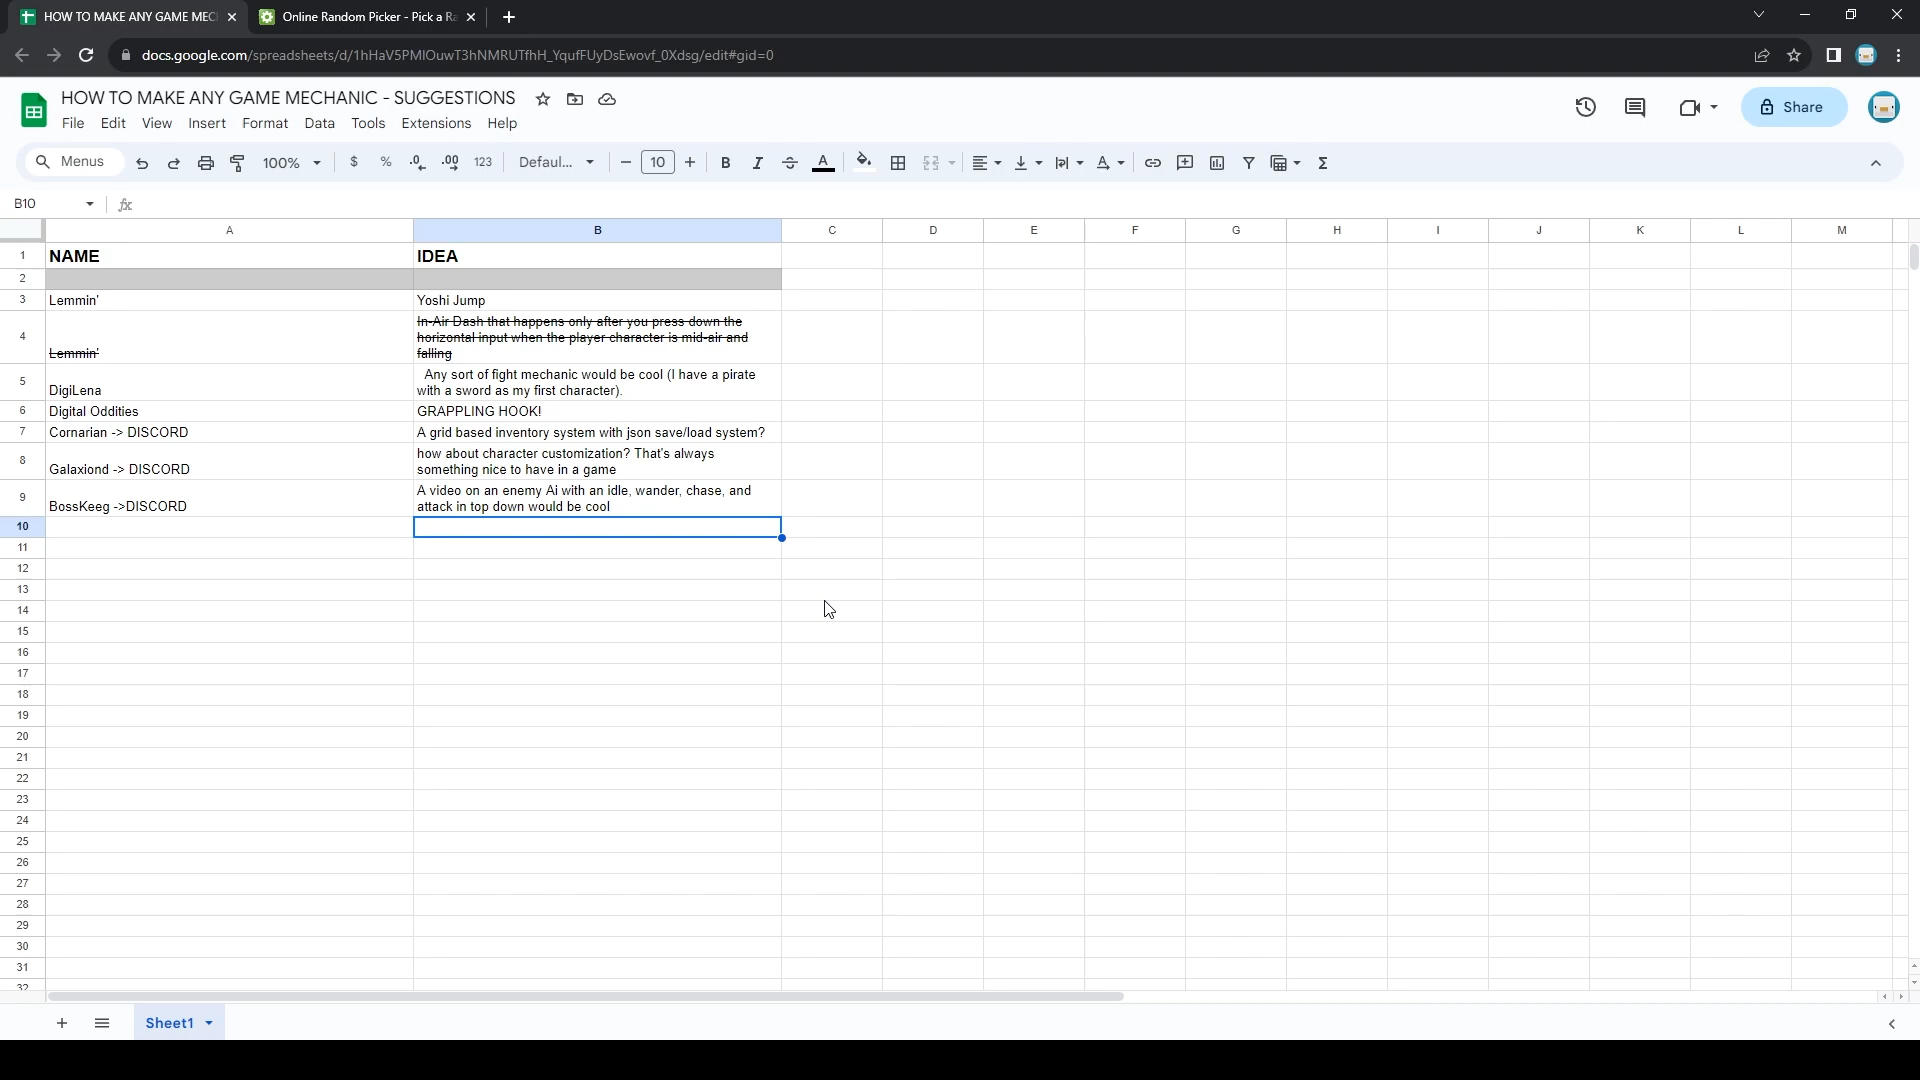 HOW TO MAKE ANY GAME MEC
Online Random Picker - Pick a Ra
docs.google.com/spreadsheets/d/1hHaV5PMIOuwT3hNMRUTfhH_YqufFUyDsEwovf_0Xdsg/edit#gid=0
HOW TO MAKE ANY GAME MECHANIC - SUGGESTIONS
File Edit View Insert Format Data Tools Extensions Help
Share
Menus 100% $ % .0 .00 123 Defaul... 10 B I A Σ
B10 fx
A B C D E F G H I J K L M
1 NAME IDEA
2
3 Lemmin' Yoshi Jump
In-Air Dash that happens only after you press down the
4 horizontal input when the player character is mid-air and
Lemmin' falling
5 Any sort of fight mechanic would be cool (I have a pirate
DigiLena with a sword as my first character).
6 Digital Oddities GRAPPLING HOOK!
7 Cornarian -> DISCORD A grid based inventory system with json save/load system?
8 how about character customization? That's always
Galaxiond -> DISCORD something nice to have in a game
9 A video on an enemy Ai with an idle, wander, chase, and
BossKeeg ->DISCORD attack in top down would be cool
10
11
12
13
14
15
16
17
18
19
20
21
22
23
24
25
26
27
28
29
30
31
32
Sheet1